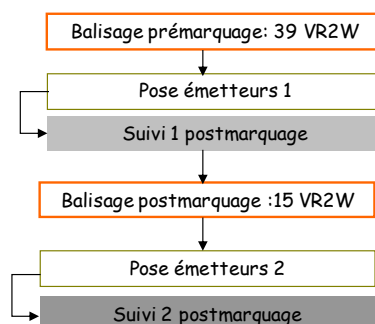 Balisage prémarquage: 39 VR2W
Pose émetteurs 1
Suivi 1 postmarquage
Balisage postmarquage :15 VR2W
Pose émetteurs 2
Suivi 2 postmarquage